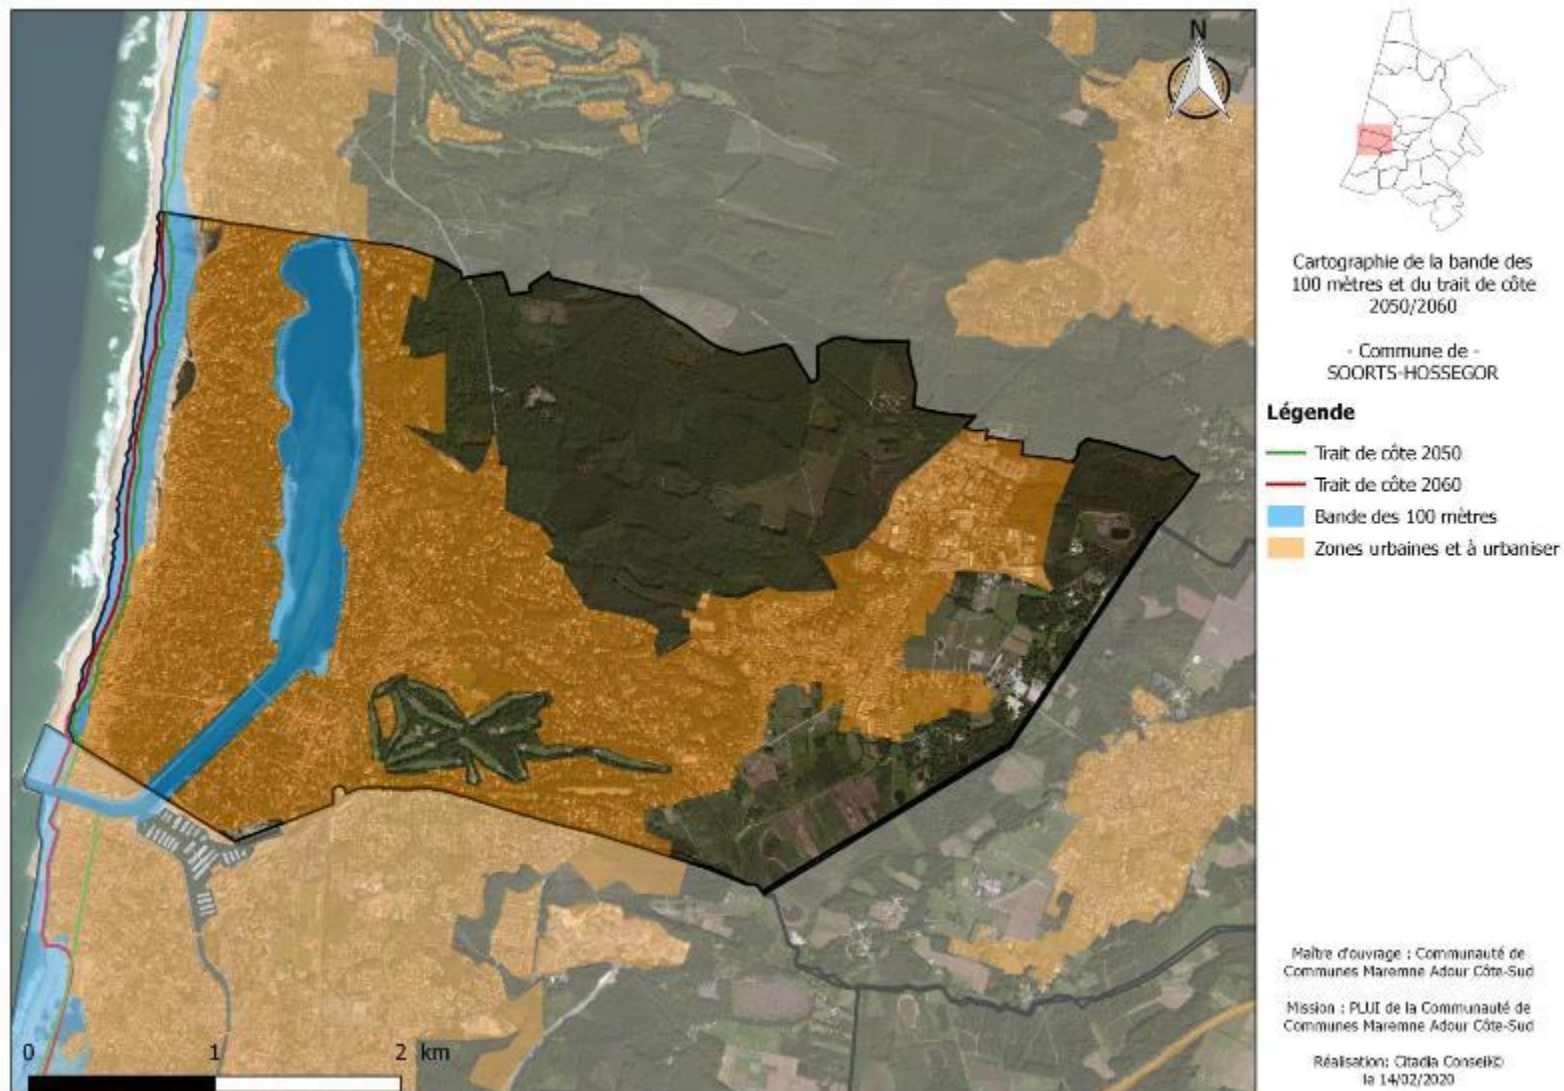 N
Cartographie de la bande des
100 mètres et du trait de côte
2050/2060
- Commune de -
SOORTS-HOSSEGOR
Légende
Trait de côte 2050
Trait de côte 2060
Bande des 100 mètres
Zones urbaines et à urbaniser
Maître d'ouvrage : Communauté de
Communes Maremne Adour Côte-Sud
Mission : PLUI de la Communauté de
Communes Maremne Adour Côte-Sud
Réalisation: Citadia Conseil©
le 14/02/2020
0 1 2 km